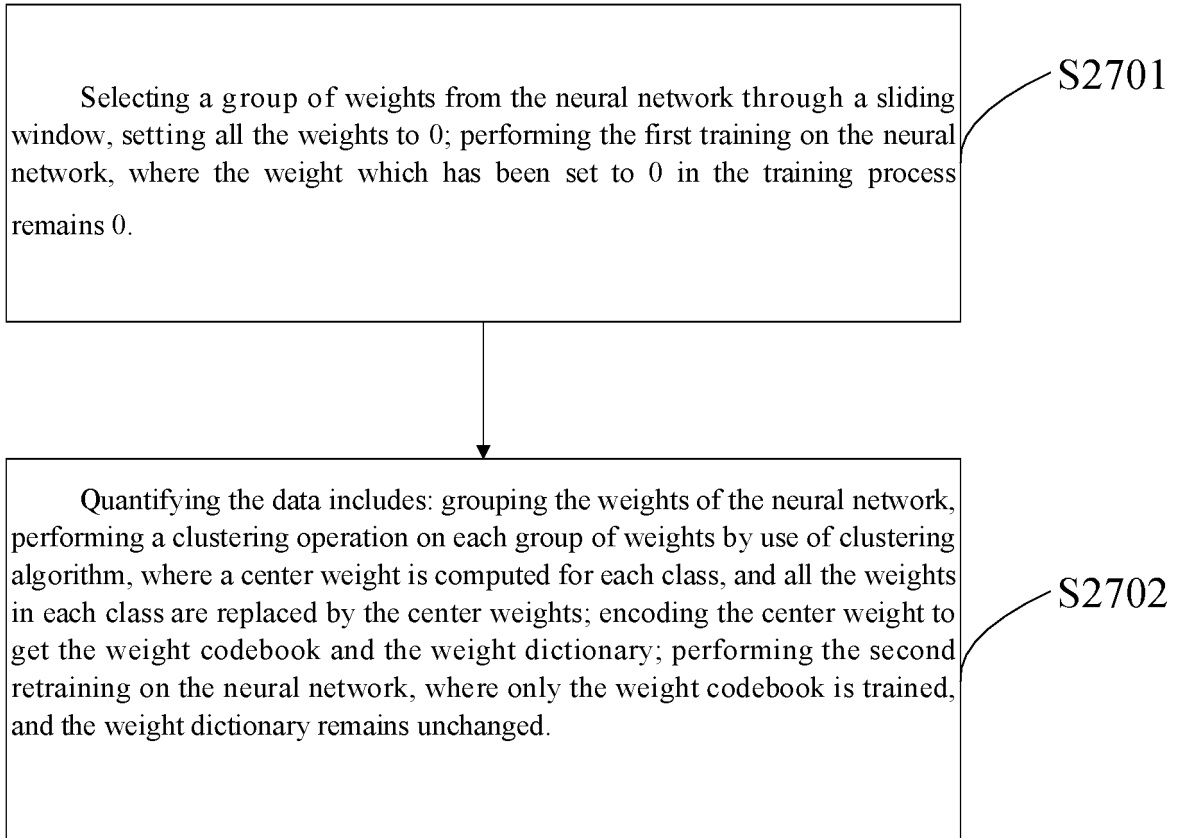 Selecting a group of weights from the neural network through a sliding
window, setting all the weights to 0; performing the first training on the neural
network, where the weight which has been set to 0 in the training process
remains 0.
S2701
Quantifying the data includes: grouping the weights of the neural network,
performing a clustering operation on each group of weights by use of clustering
algorithm, where a center weight is computed for each class, and all the weights
in each class are replaced by the center weights; encoding the center weight to
get the weight codebook and the weight dictionary; performing the second
retraining on the neural network, where only the weight codebook is trained,
and the weight dictionary remains unchanged.
S2702